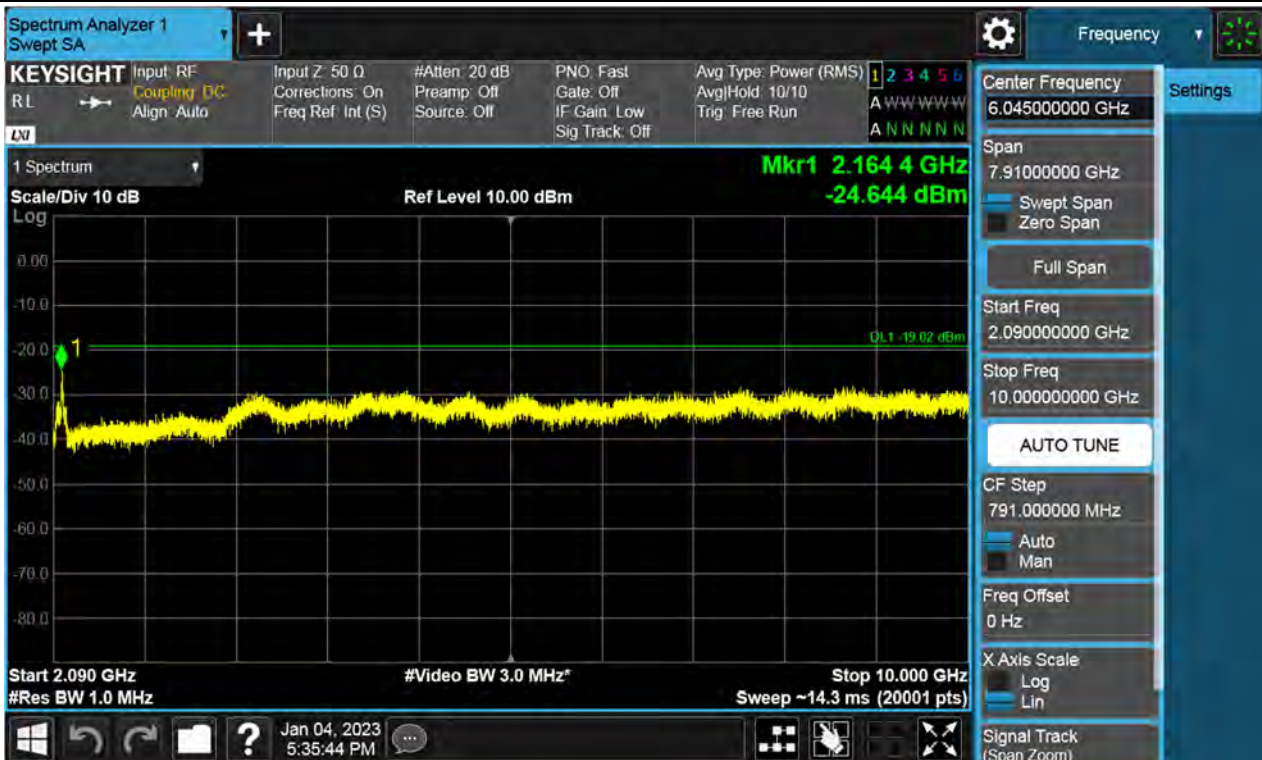 Spectrum Analyzer 1
Swept SA
Frequency
KEYSIGHT
RL
LXI
Input: RF
Coupling: DC
Align: Auto
Input Z: 50 Ω
Corrections: On
Freq Ref: Int (S)
#Atten: 20 dB
Preamp: Off
Source: Off
PNO: Fast
Gate: Off
IF Gain: Low
Sig Track: Off
Avg Type: Power (RMS)
Avg|Hold: 10/10
Trig: Free Run
1 2 3 4 5 6
A W W W W W
A N N N N N
1 Spectrum
Scale/Div 10 dB
Ref Level 10.00 dBm
Mkr1 2.164 4 GHz
-24.644 dBm
Log
0.00
-10.0
-20.0
-30.0
-40.0
-50.0
-60.0
-70.0
-80.0
1
DL1 -19.02 dBm
Start 2.090 GHz
#Res BW 1.0 MHz
#Video BW 3.0 MHz*
Stop 10.000 GHz
Sweep ~14.3 ms (20001 pts)
Center Frequency
6.045000000 GHz
Span
7.91000000 GHz
Swept Span
Zero Span
Full Span
Start Freq
2.090000000 GHz
Stop Freq
10.000000000 GHz
AUTO TUNE
CF Step
791.000000 MHz
Auto
Man
Freq Offset
0 Hz
X Axis Scale
Log
Lin
Signal Track
(Span Zoom)
Settings
?
Jan 04, 2023
5:35:44 PM